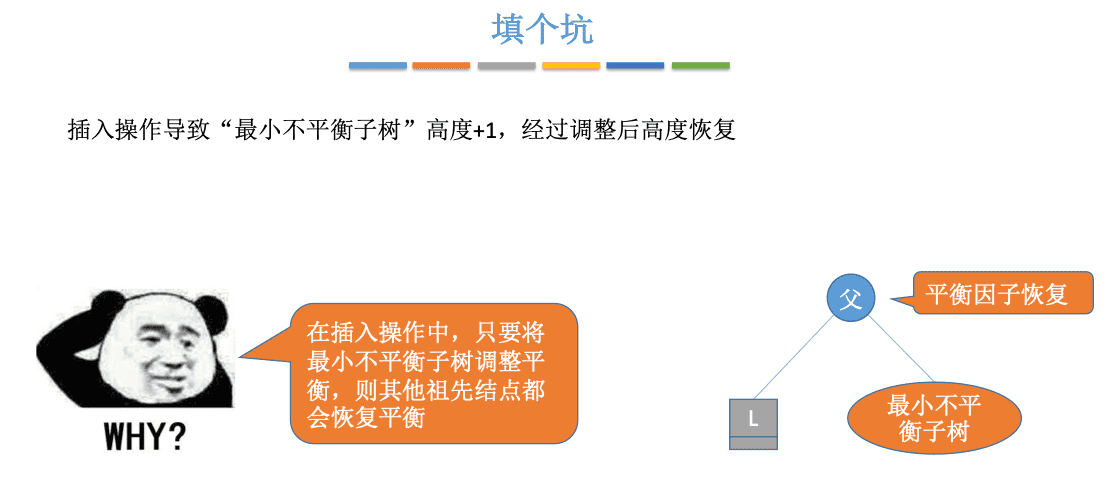 填个坑
插入操作导致“最小不平衡子树”高度+1，经过调整后高度恢复
在插入操作中，只要将
最小不平衡子树调整平
衡，则其他祖先结点都
会恢复平衡
WHY?
父
平衡因子恢复
L
最小不平
衡子树